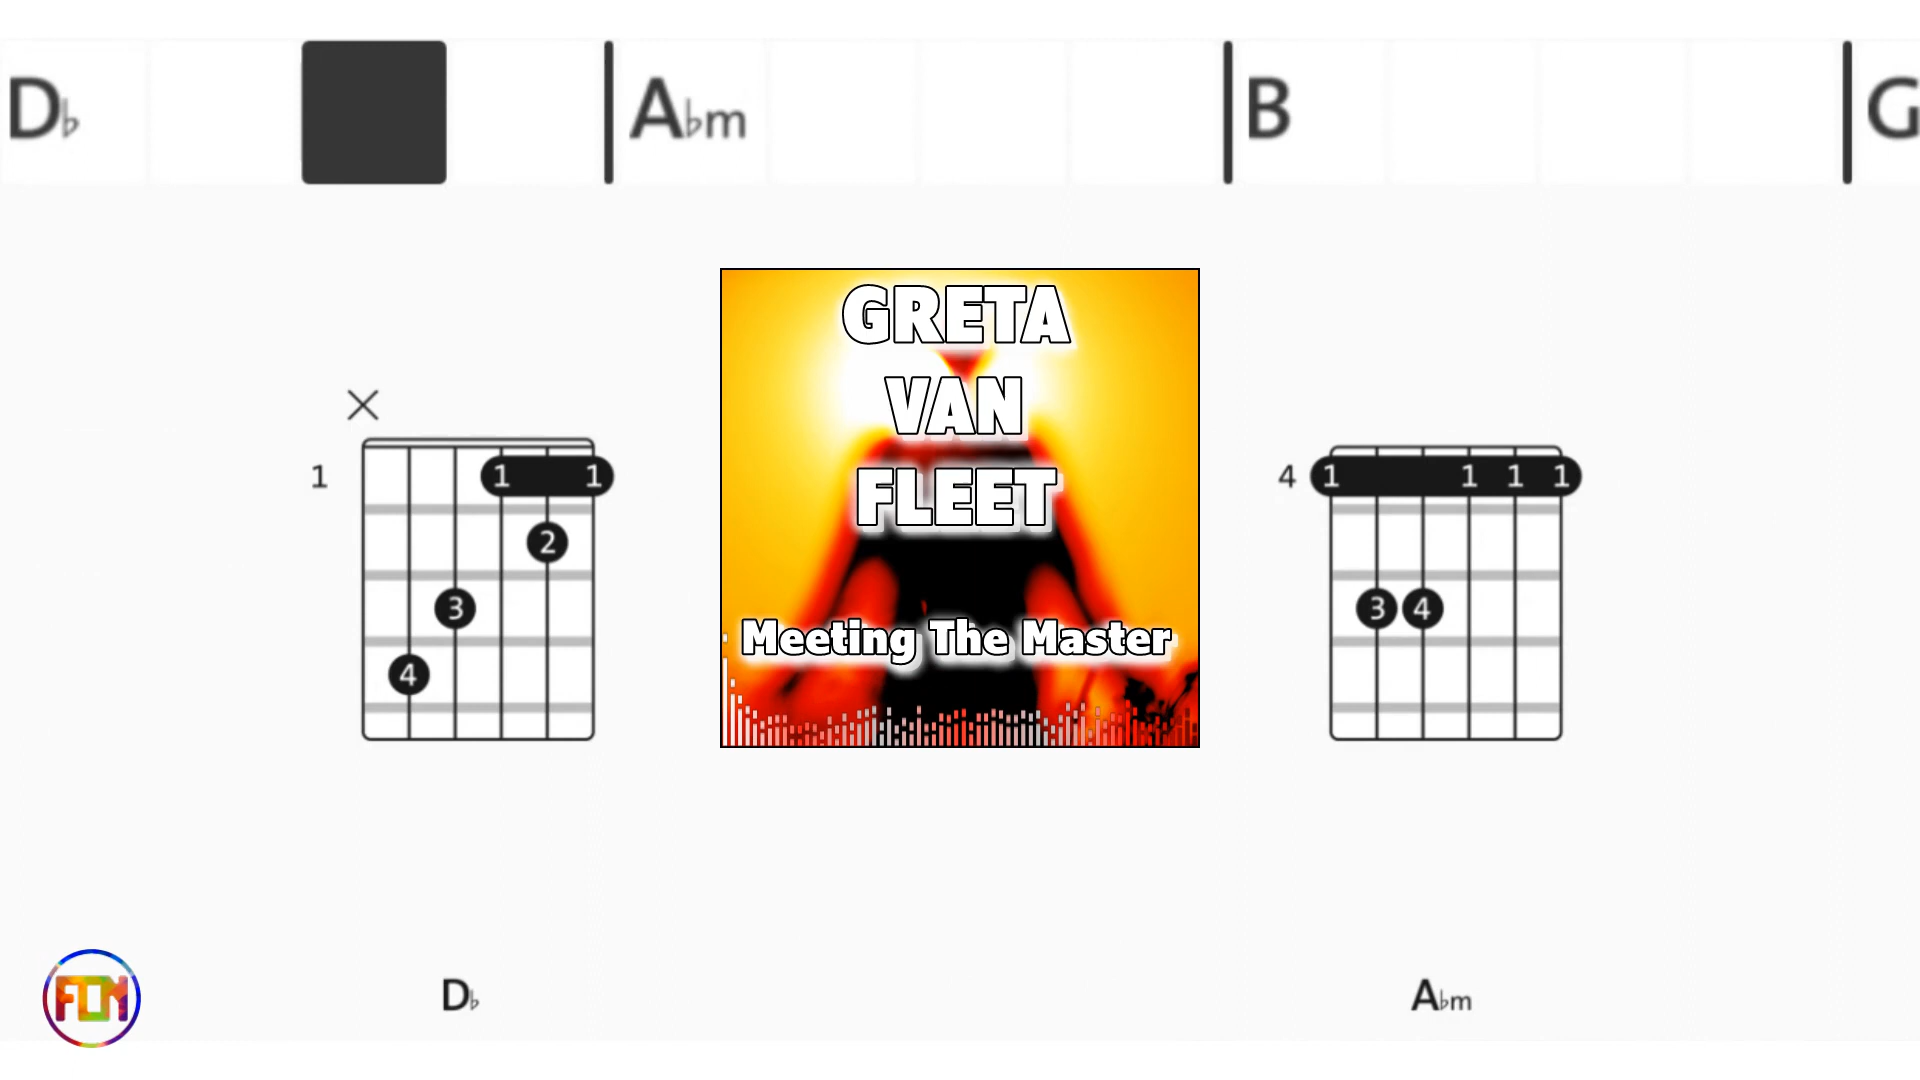 D♭ A♭m B G
GRETA
VAN
FLEET
Meeting The Master
×
1 1 1
2
3
4
4 1 1 1 1
3 4
FCM
D♭ A♭m